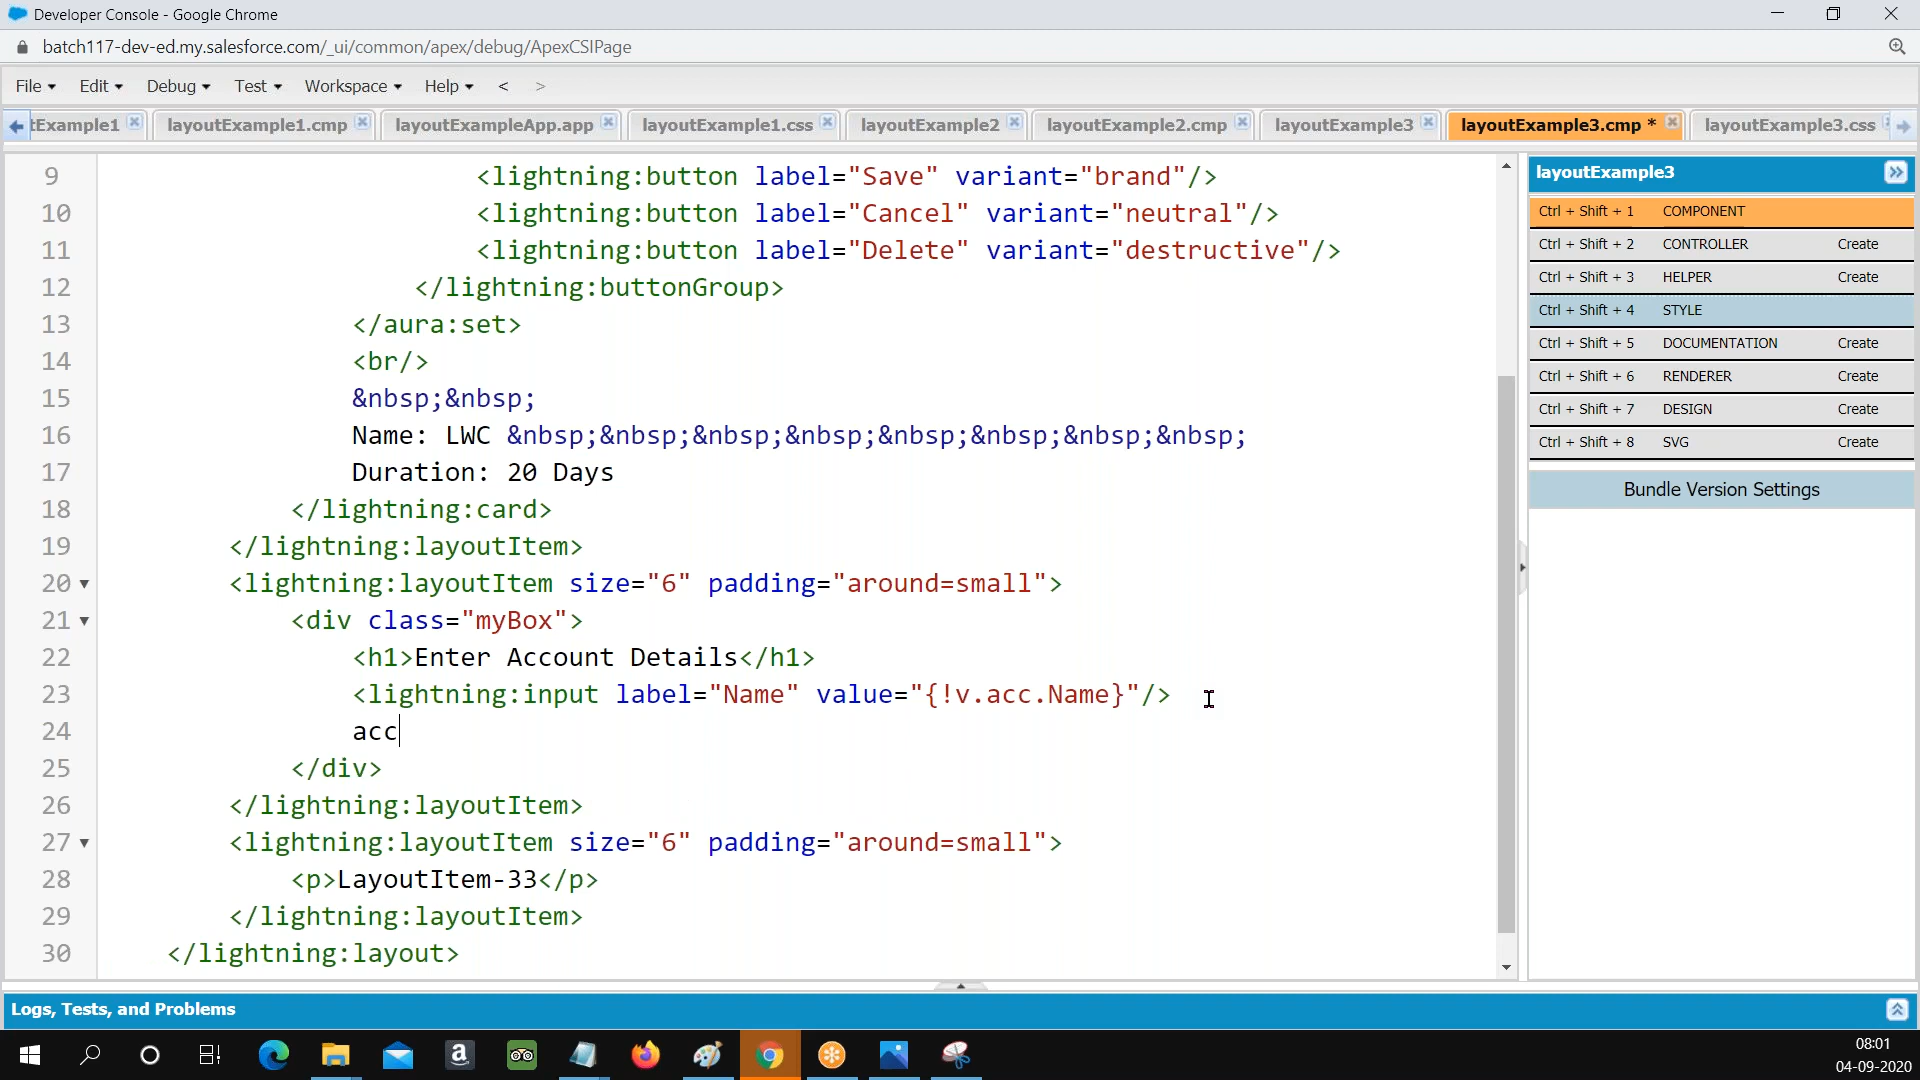 Developer Console - Google Chrome
batch117-dev-ed.my.salesforce.com/_ui/common/apex/debug/ApexCSIPage
File Edit Debug Test Workspace Help < >
tExample1 layoutExample1.cmp layoutExampleApp.app layoutExample1.css layoutExample2 layoutExample2.cmp layoutExample3 layoutExample3.cmp * layoutExample3.css
9 <lightning:button label="Save" variant="brand"/>
10 <lightning:button label="Cancel" variant="neutral"/>
11 <lightning:button label="Delete" variant="destructive"/>
12 </lightning:buttonGroup>
13 </aura:set>
14 <br/>
15 &nbsp;&nbsp;
16 Name: LWC &nbsp;&nbsp;&nbsp;&nbsp;&nbsp;&nbsp;&nbsp;&nbsp;
17 Duration: 20 Days
18 </lightning:card>
19 </lightning:layoutItem>
20 <lightning:layoutItem size="6" padding="around=small">
21 <div class="myBox">
22 <h1>Enter Account Details</h1>
23 <lightning:input label="Name" value="{!v.acc.Name}"/>
24 acc
25 </div>
26 </lightning:layoutItem>
27 <lightning:layoutItem size="6" padding="around=small">
28 <p>LayoutItem-33</p>
29 </lightning:layoutItem>
30 </lightning:layout>
layoutExample3
Ctrl + Shift + 1 COMPONENT
Ctrl + Shift + 2 CONTROLLER Create
Ctrl + Shift + 3 HELPER Create
Ctrl + Shift + 4 STYLE
Ctrl + Shift + 5 DOCUMENTATION Create
Ctrl + Shift + 6 RENDERER Create
Ctrl + Shift + 7 DESIGN Create
Ctrl + Shift + 8 SVG Create
Bundle Version Settings
Logs, Tests, and Problems
08:01
04-09-2020